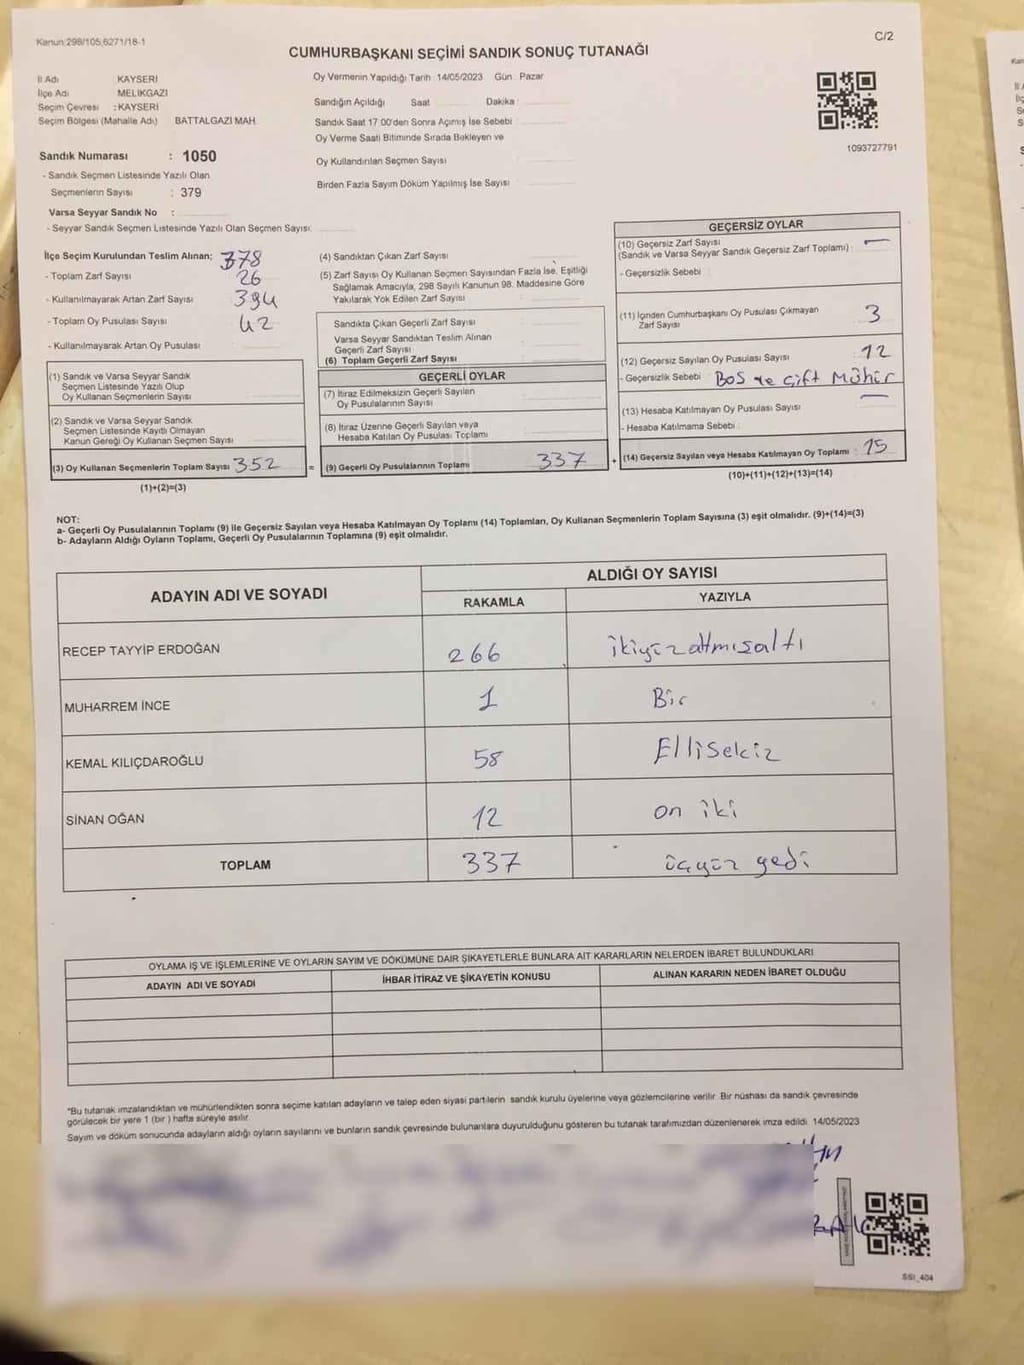 Kanun 298/105,6271/18-1
C/2
CUMHURBAŞKANI SEÇİMİ SANDIK SONUÇ TUTANAĞI
İl Adı KAYSERİ
İlçe Adı MELİKGAZİ
Seçim Çevresi : KAYSERİ
Seçim Bölgesi (Mahalle Adı) BATTALGAZİ MAH.
Oy Vermenin Yapıldığı Tarih : 14/05/2023 Gün : Pazar
Sandığın Açıldığı Saat Dakika :
Sandık Saat 17.00'den Sonra Açımış İse Sebebi :
Oy Verme Saati Bitiminde Sırada Bekleyen ve
Oy Kullandırılan Seçmen Sayısı
Birden Fazla Sayım Döküm Yapılmış İse Sayısı
1093727791
Sandık Numarası : 1050
- Sandık Seçmen Listesinde Yazılı Olan
Seçmenlerin Sayısı : 379
Varsa Seyyar Sandık No :
- Seyyar Sandık Seçmen Listesinde Yazılı Olan Seçmen Sayısı:
İlçe Seçim Kurulundan Teslim Alınan; 378
- Toplam Zarf Sayısı 26
- Kullanılmayarak Artan Zarf Sayısı 394
- Toplam Oy Pusulası Sayısı 42
- Kullanılmayarak Artan Oy Pusulası
(1) Sandık ve Varsa Seyyar Sandık
Seçmen Listesinde Yazılı Olup
Oy Kullanan Seçmenlerin Sayısı
(2) Sandık ve Varsa Seyyar Sandık
Seçmen Listesinde Kayıtlı Olmayan
Kanun Gereği Oy Kullanan Seçmen Sayısı
(3) Oy Kullanan Seçmenlerin Toplam Sayısı 352
(1)+(2)=(3)
(4) Sandıktan Çıkan Zarf Sayısı
(5) Zarf Sayısı Oy Kullanan Seçmen Sayısından Fazla İse, Eşitliği
Sağlamak Amacıyla, 298 Sayılı Kanunun 98. Maddesine Göre
Yakılarak Yok Edilen Zarf Sayısı
Sandıkta Çıkan Geçerli Zarf Sayısı
Varsa Seyyar Sandıktan Teslim Alınan
Geçerli Zarf Sayısı
(6) Toplam Geçerli Zarf Sayısı
GEÇERLİ OYLAR
(7) İtiraz Edilmeksizin Geçerli Sayılan
Oy Pusulalarının Sayısı
(8) İtiraz Üzerine Geçerli Sayılan veya
Hesaba Katılan Oy Pusulası Toplamı
= (9) Geçerli Oy Pusulalarının Toplamı 337 +
GEÇERSİZ OYLAR
(10) Geçersiz Zarf Sayısı —
(Sandık ve Varsa Seyyar Sandık Geçersiz Zarf Toplamı) :
- Geçersizlik Sebebi :
(11) İçinden Cumhurbaşkanı Oy Pusulası Çıkmayan 3
Zarf Sayısı
(12) Geçersiz Sayılan Oy Pusulası Sayısı 12
- Geçersizlik Sebebi : BOŞ ve çift Mühür
(13) Hesaba Katılmayan Oy Pusulası Sayısı —
- Hesaba Katılmama Sebebi :
(14) Geçersiz Sayılan veya Hesaba Katılmayan Oy Toplamı : 15
(10)+(11)+(12)+(13)=(14)
NOT:
a- Geçerli Oy Pusulalarının Toplamı (9) ile Geçersiz Sayılan veya Hesaba Katılmayan Oy Toplamı (14) Toplamları, Oy Kullanan Seçmenlerin Toplam Sayısına (3) eşit olmalıdır. (9)+(14)=(3)
b- Adayların Aldığı Oyların Toplamı, Geçerli Oy Pusulalarının Toplamına (9) eşit olmalıdır.
ADAYIN ADI VE SOYADI
ALDIĞI OY SAYISI
RAKAMLA YAZIYLA
RECEP TAYYİP ERDOĞAN 266 ikiyüzatmışaltı
MUHARREM İNCE 1 Bir
KEMAL KILIÇDAROĞLU 58 Ellisekiz
SİNAN OĞAN 12 on iki
TOPLAM 337 üçyüz yedi
OYLAMA İŞ VE İŞLEMLERİNE VE OYLARIN SAYIM VE DÖKÜMÜNE DAİR ŞİKAYETLERLE BUNLARA AİT KARARLARIN NELERDEN İBARET BULUNDUKLARI
ADAYIN ADI VE SOYADI İHBAR İTİRAZ VE ŞİKAYETİN KONUSU ALINAN KARARIN NEDEN İBARET OLDUĞU
*Bu tutanak imzalandıktan ve mühürlendikten sonra seçime katılan adayların ve talep eden siyasi partilerin sandık kurulu üyelerine veya gözlemcilerine verilir. Bir nüshası da sandık çevresinde
görülecek bir yere 1 (bir ) hafta süreyle asılır.
Sayım ve döküm sonucunda adayların aldığı oyların sayılarını ve bunların sandık çevresinde bulunanlara duyurulduğunu gösteren bu tutanak tarafımızdan düzenlenerek imza edildi. 14/05/2023
SSI_404